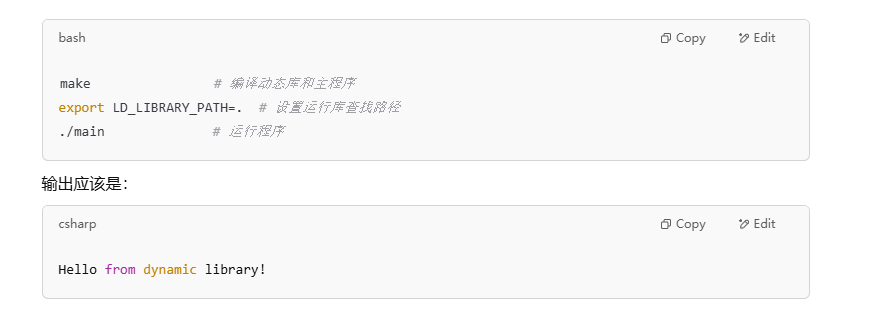 bash
Copy
Edit
make # 编译动态库和主程序
export LD_LIBRARY_PATH=. # 设置运行库查找路径
./main # 运行程序
输出应该是：
csharp
Copy
Edit
Hello from dynamic library!